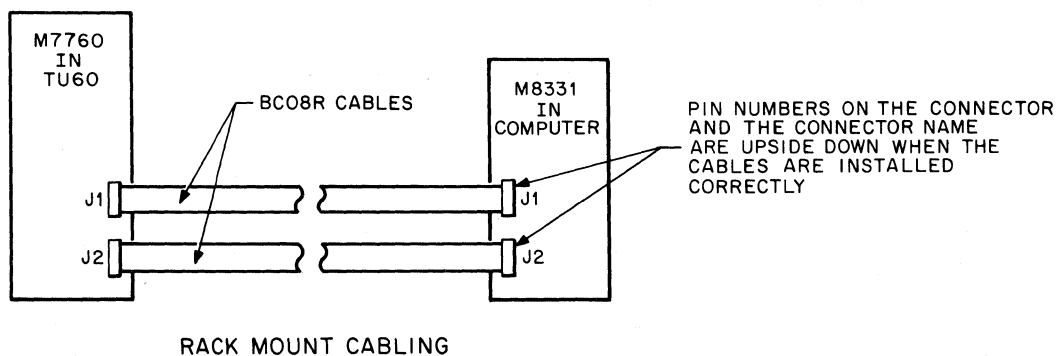 M7760
IN
TU60
BC08R CABLES
M8331
IN
COMPUTER
PIN NUMBERS ON THE CONNECTOR
AND THE CONNECTOR NAME
ARE UPSIDE DOWN WHEN THE
CABLES ARE INSTALLED
CORRECTLY
J1
J1
J2
J2
RACK MOUNT CABLING